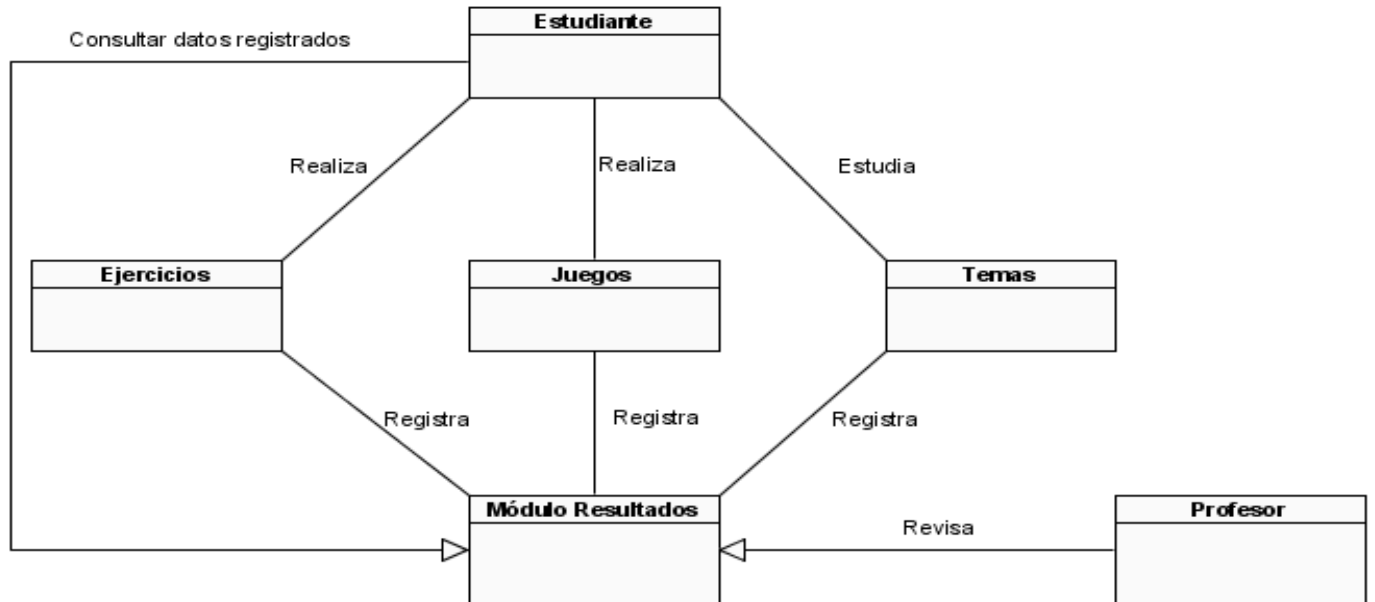 Estudiante
Consultar datos registrados
Realiza
Realiza
Estudia
Ejercicios
Juegos
Temas
Registra
Registra
Registra
Módulo Resultados
Profesor
Revisa